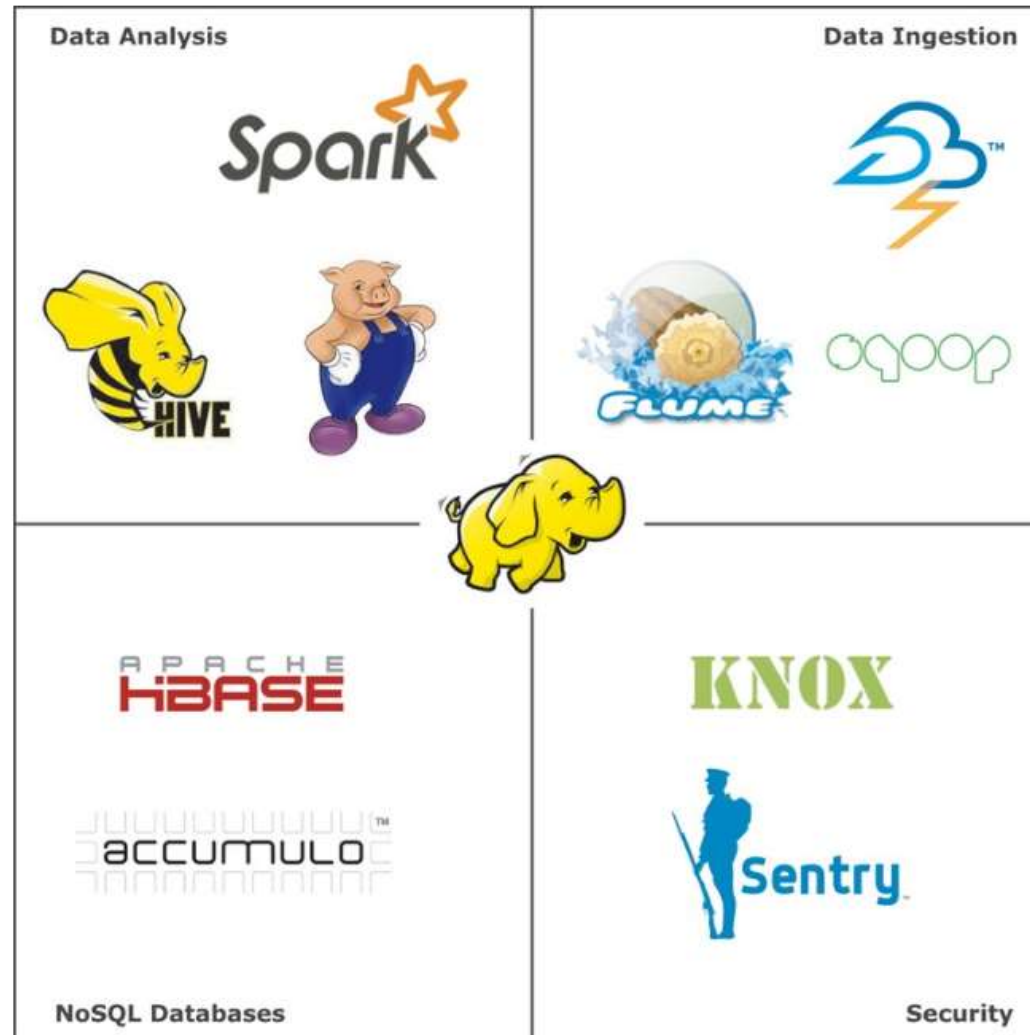 Data Analysis
Data Ingestion
Spark
TM
HIVE
FLUME
sqoop
APACHE
HBASE
KNOX
accumulo TM
Sentry
NoSQL Databases
Security